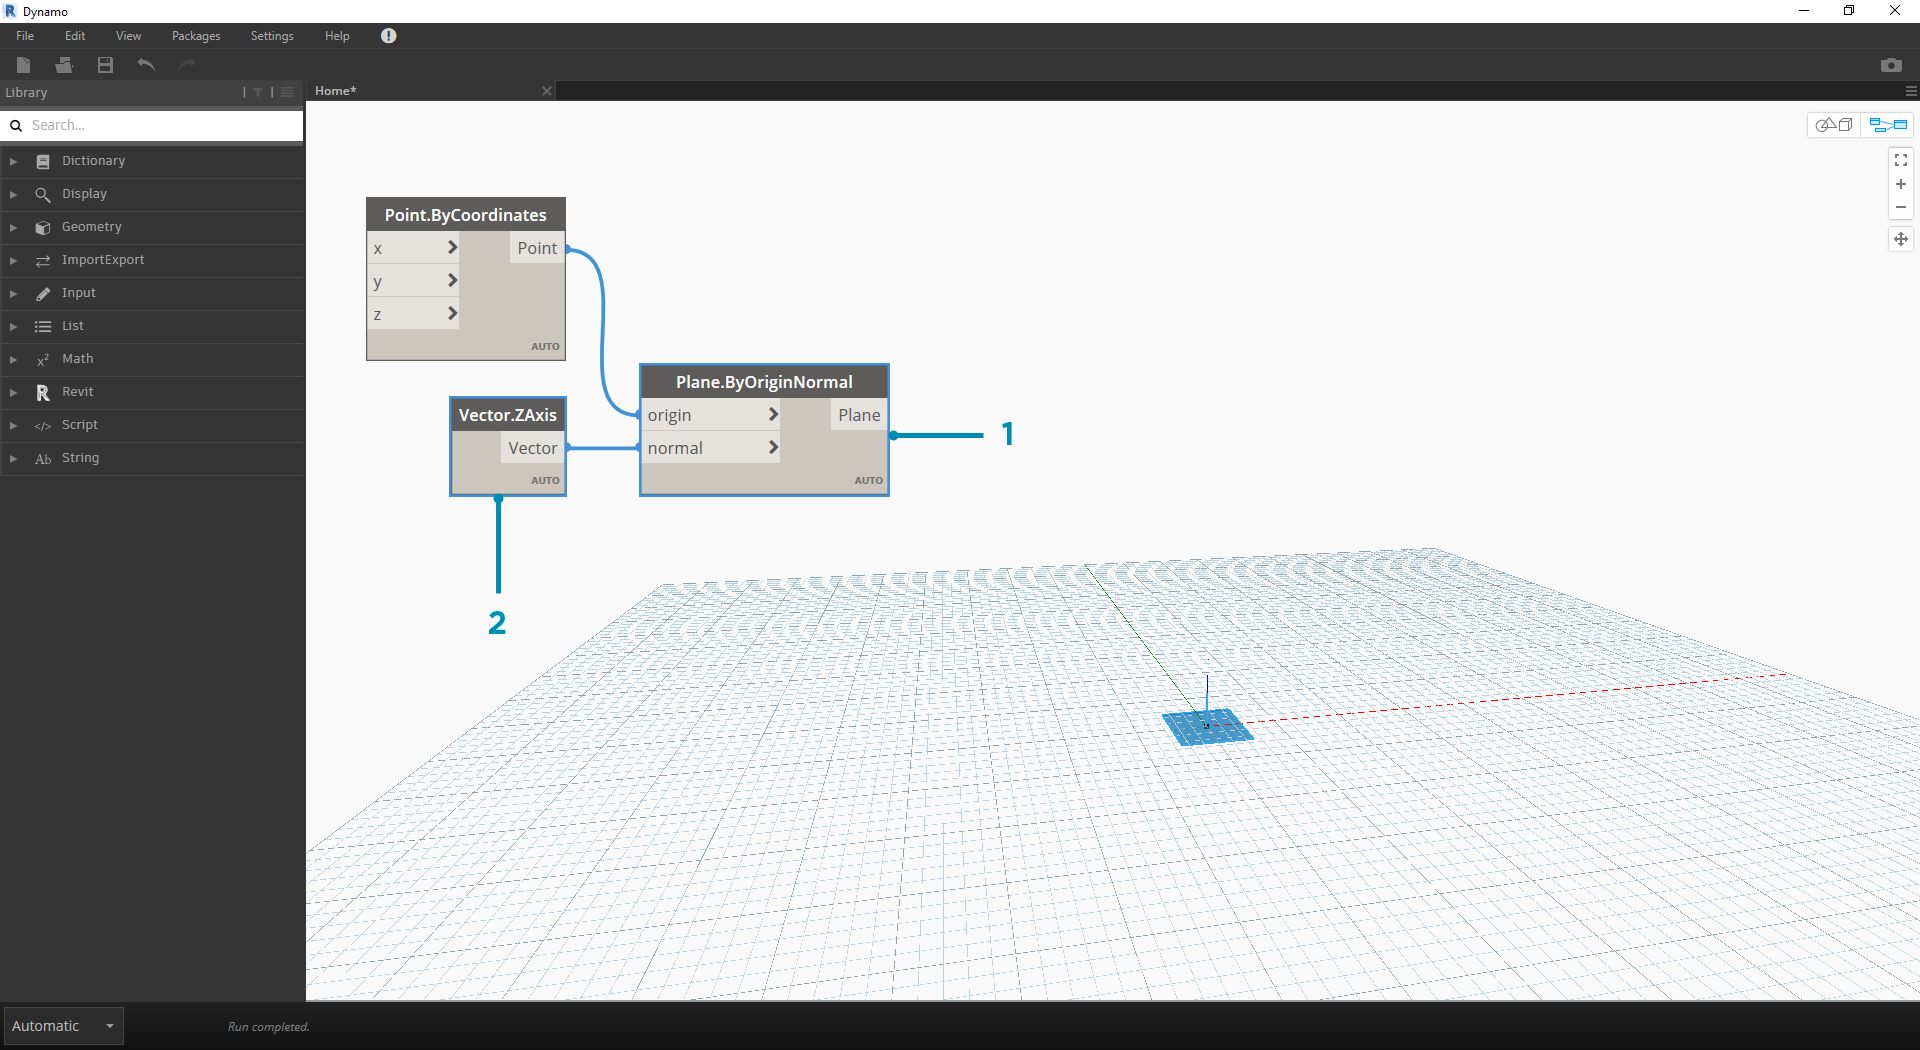 Dynamo
File Edit View Packages Settings Help
Library
Home*
Search...
Dictionary
Display
Geometry
ImportExport
Input
List
Math
Revit
Script
String
Point.ByCoordinates
x Point
y
z
AUTO
Plane.ByOriginNormal
origin Plane
normal
AUTO
Vector.ZAxis
Vector
AUTO
1
2
Automatic
Run completed.